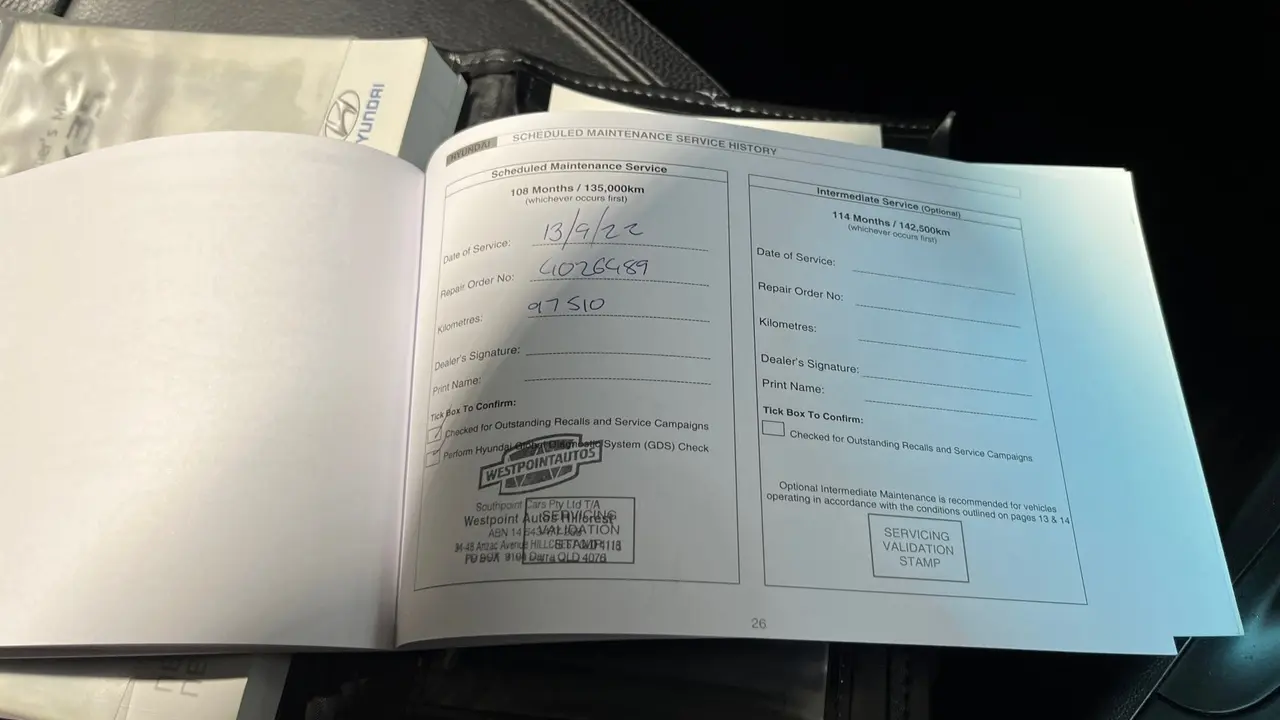 HYUNDAI
HYUNDAI
SCHEDULED MAINTENANCE SERVICE HISTORY
Scheduled Maintenance Service
108 Months / 135,000km
(whichever occurs first)
Date of Service: 13/9/22
Repair Order No: 4026489
Kilometres: 97510
Dealer's Signature:
Print Name:
Tick Box To Confirm:
Checked for Outstanding Recalls and Service Campaigns
Perform Hyundai Global Diagnostic System (GDS) Check
WESTPOINTAUTOS
Southpoint Cars Pty Ltd T/A
Westpoint Autos Hillcrest
ABN 14
Anzac Avenue HILLCREST QLD 4118
PO BOX Darra QLD 4076
SERVICING
VALIDATION
STAMP
Intermediate Service (Optional)
114 Months / 142,500km
(whichever occurs first)
Date of Service:
Repair Order No:
Kilometres:
Dealer's Signature:
Print Name:
Tick Box To Confirm:
Checked for Outstanding Recalls and Service Campaigns
Optional Intermediate Maintenance is recommended for vehicles
operating in accordance with the conditions outlined on pages 13 & 14
SERVICING
VALIDATION
STAMP
26